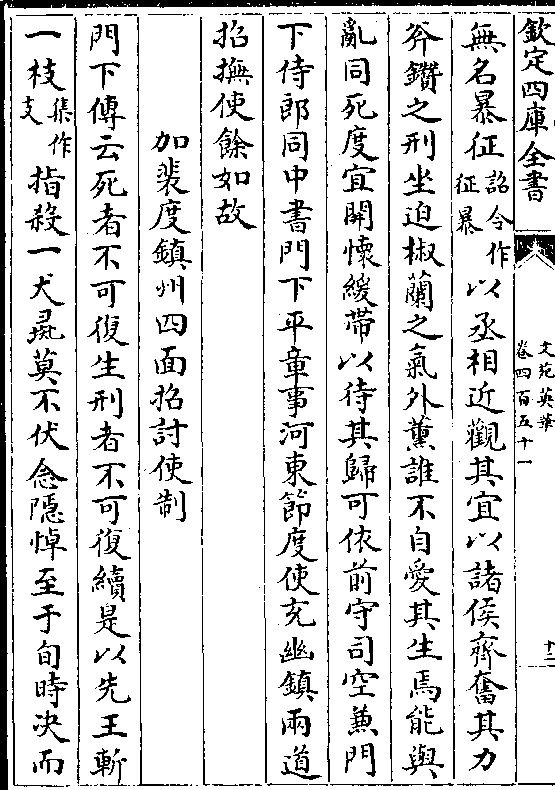 欽定四庫全書
文苑英華
卷四百五十一
十二
無名暴征詔令作征暴以丞相近觀其宜以諸侯齊奮其力
斧鑽之刑坐迫椒蘭之氣外薰誰不自愛其生焉能與
亂同死度宜開懷緩帶以待其歸可依前守司空兼門
下侍郎同中書門下平章事河東節度使充幽鎮兩道
招撫使餘如故
加裴度鎮州四面招討使制
門下傳云死者不可復生刑者不可復續是以先王斬
一枝集作支指殺一犬彘莫不伏念隱悼至于旬時决而